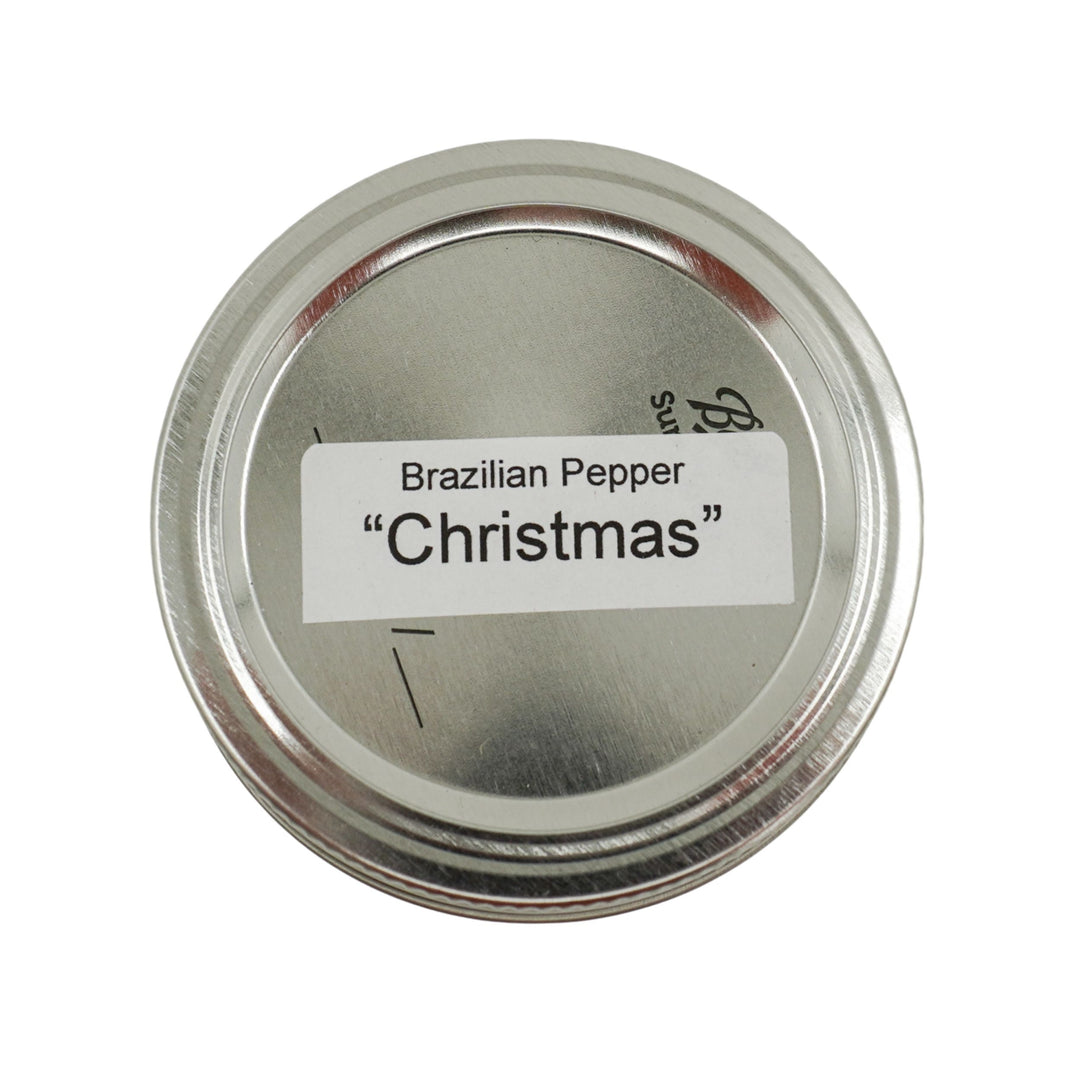 Brazilian Pepper
“Christmas”